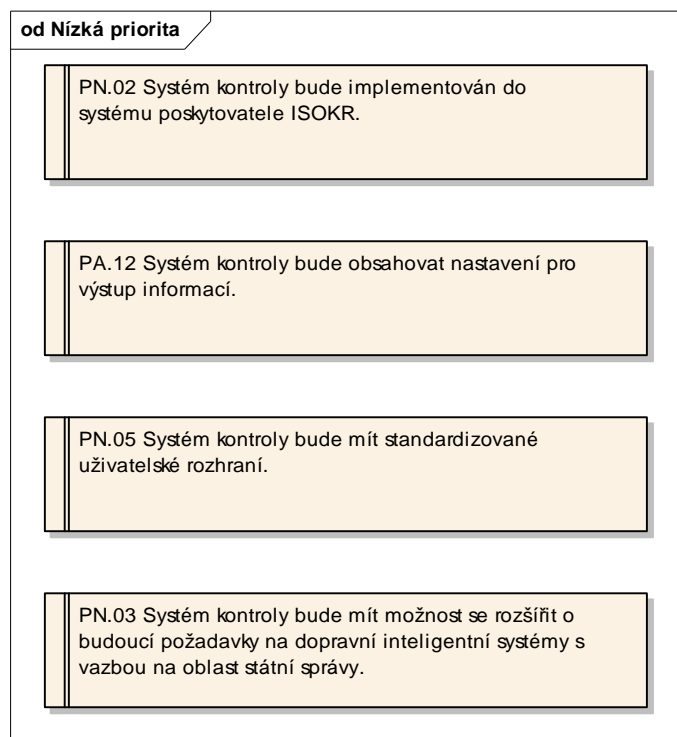 od Nízká priorita
PN.02 Systém kontroly bude implementován do
systému poskytovatele ISOKR.
PA.12 Systém kontroly bude obsahovat nastavení pro
výstup informací.
PN.05 Systém kontroly bude mít standardizované
uživatelské rozhraní.
PN.03 Systém kontroly bude mít možnost se rozšířit o
budoucí požadavky na dopravní inteligentní systémy s
vazbou na oblast státní správy.